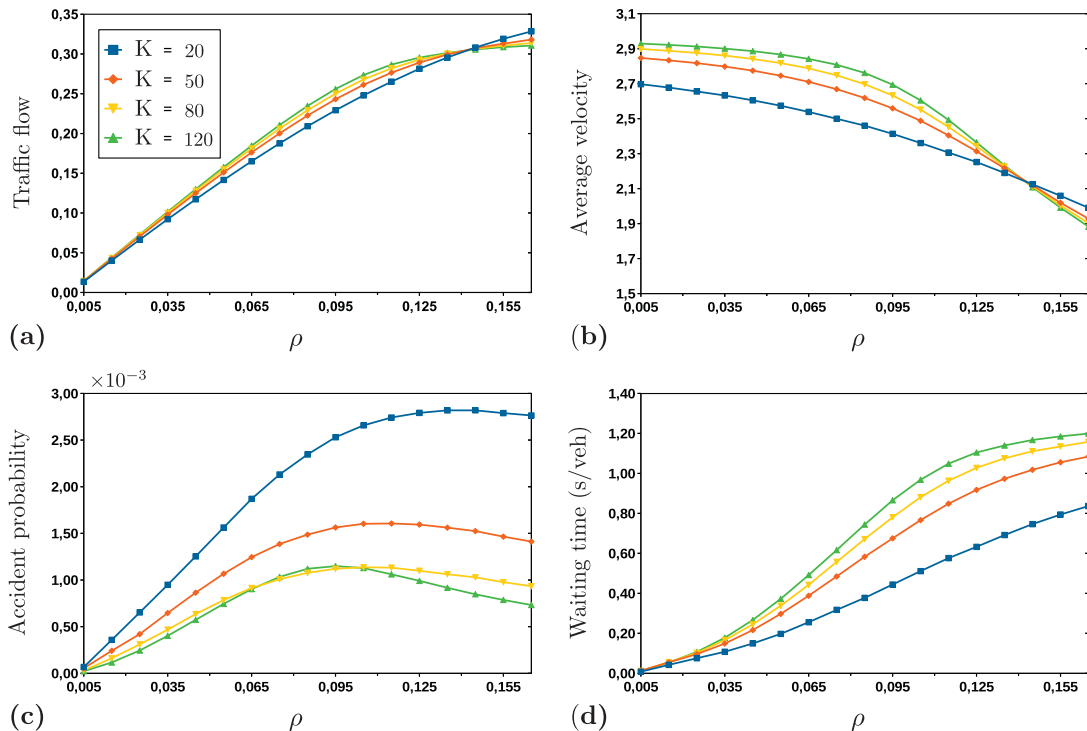 0,35
0,30
0,25
0,20
0,15
0,10
0,05
0,00
Traffic flow
K = 20
K = 50
K = 80
K = 120
0,005 0,035 0,065 0,095 0,125 0,155
(a) ρ
3,1
2,9
2,7
2,5
2,3
2,1
1,9
1,7
1,5
Average velocity
0,005 0,035 0,065 0,095 0,125 0,155
(b) ρ
×10⁻³
3,00
2,50
2,00
1,50
1,00
0,50
0,00
Accident probability
0,005 0,035 0,065 0,095 0,125 0,155
(c) ρ
1,40
1,20
1,00
0,80
0,60
0,40
0,20
0,00
Waiting time (s/veh)
0,005 0,035 0,065 0,095 0,125 0,155
(d) ρ